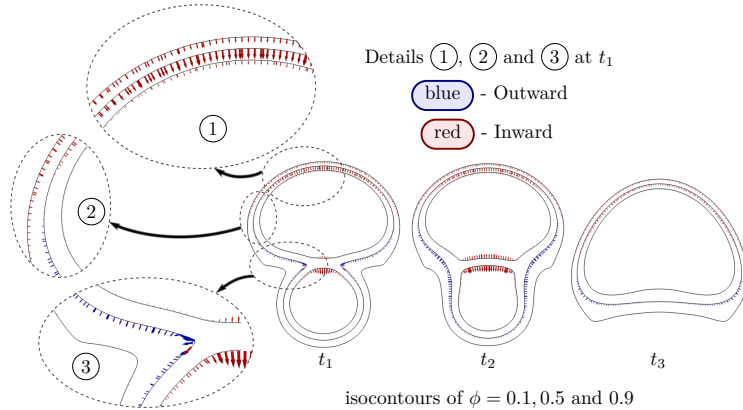 Details 1, 2 and 3 at t₁
blue - Outward
red - Inward
1
2
3
t₁ t₂ t₃
isocontours of ϕ = 0.1, 0.5 and 0.9